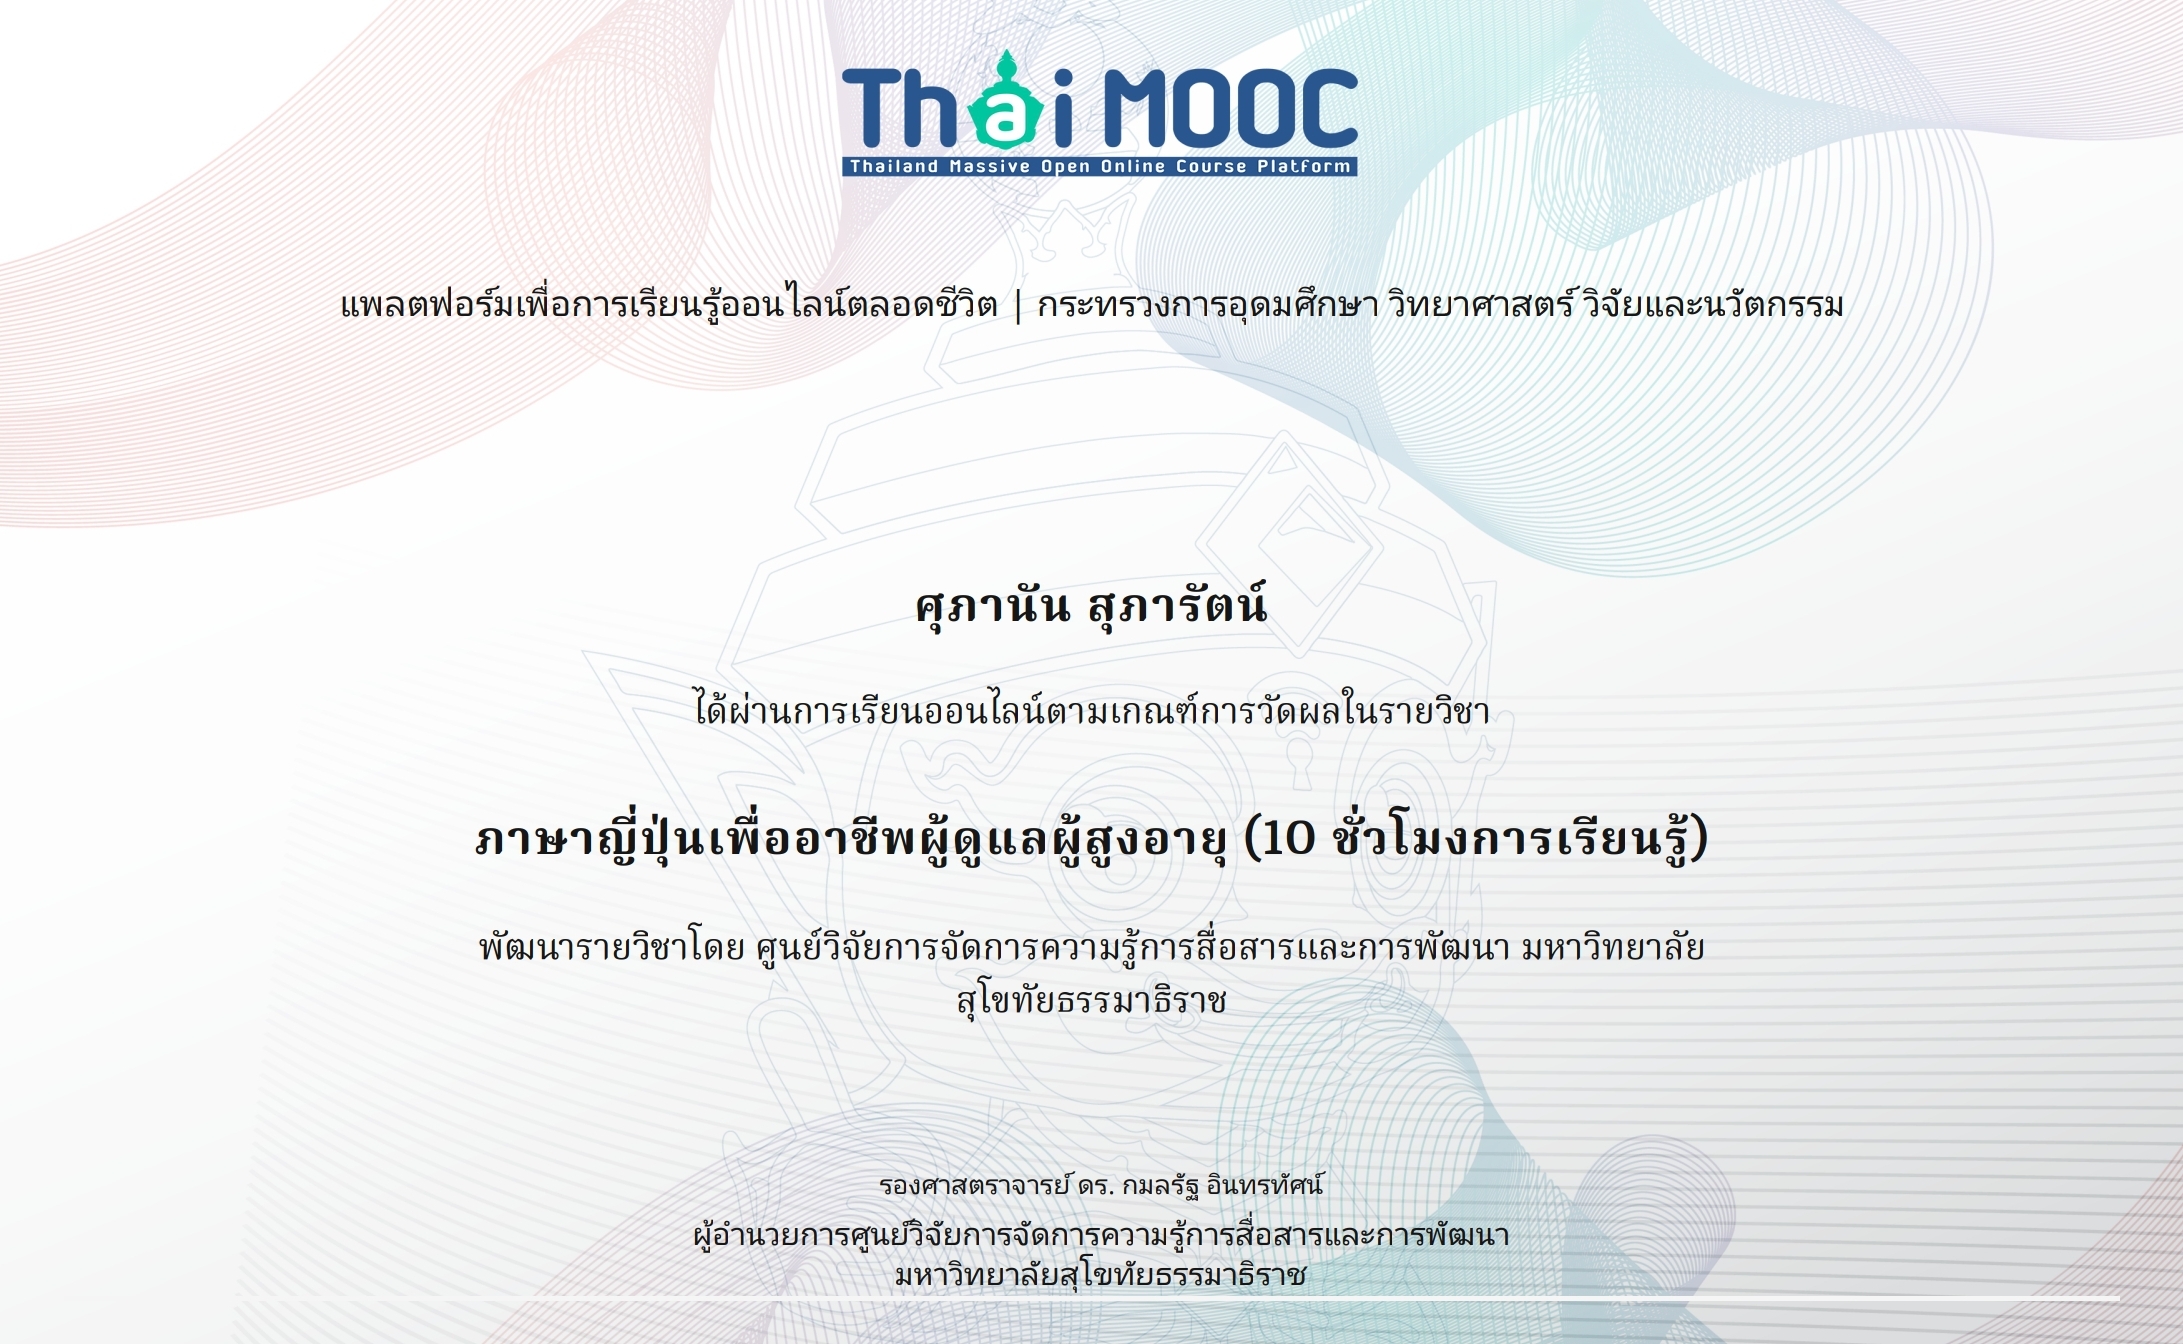 Thai MOOC
Thailand Massive Open Online Course Platform
แพลตฟอร์มเพื่อการเรียนรู้ออนไลน์ตลอดชีวิต | กระทรวงการอุดมศึกษา วิทยาศาสตร์ วิจัยและนวัตกรรม
ศุภานัน สุภารัตน์
ได้ผ่านการเรียนออนไลน์ตามเกณฑ์การวัดผลในรายวิชา
ภาษาญี่ปุ่นเพื่ออาชีพผู้ดูแลผู้สูงอายุ (10 ชั่วโมงการเรียนรู้)
พัฒนารายวิชาโดย ศูนย์วิจัยการจัดการความรู้การสื่อสารและการพัฒนา มหาวิทยาลัย
สุโขทัยธรรมาธิราช
รองศาสตราจารย์ ดร. กมลรัฐ อินทรทัศน์
ผู้อำนวยการศูนย์วิจัยการจัดการความรู้การสื่อสารและการพัฒนา
มหาวิทยาลัยสุโขทัยธรรมาธิราช